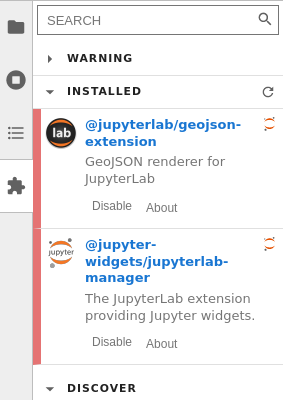 SEARCH
WARNING
INSTALLED
lab
@jupyterlab/geojson-
extension
GeoJSON renderer for
JupyterLab
Disable About
jupyter
@jupyter-
widgets/jupyterlab-
manager
The JupyterLab extension
providing Jupyter widgets.
Disable About
DISCOVER